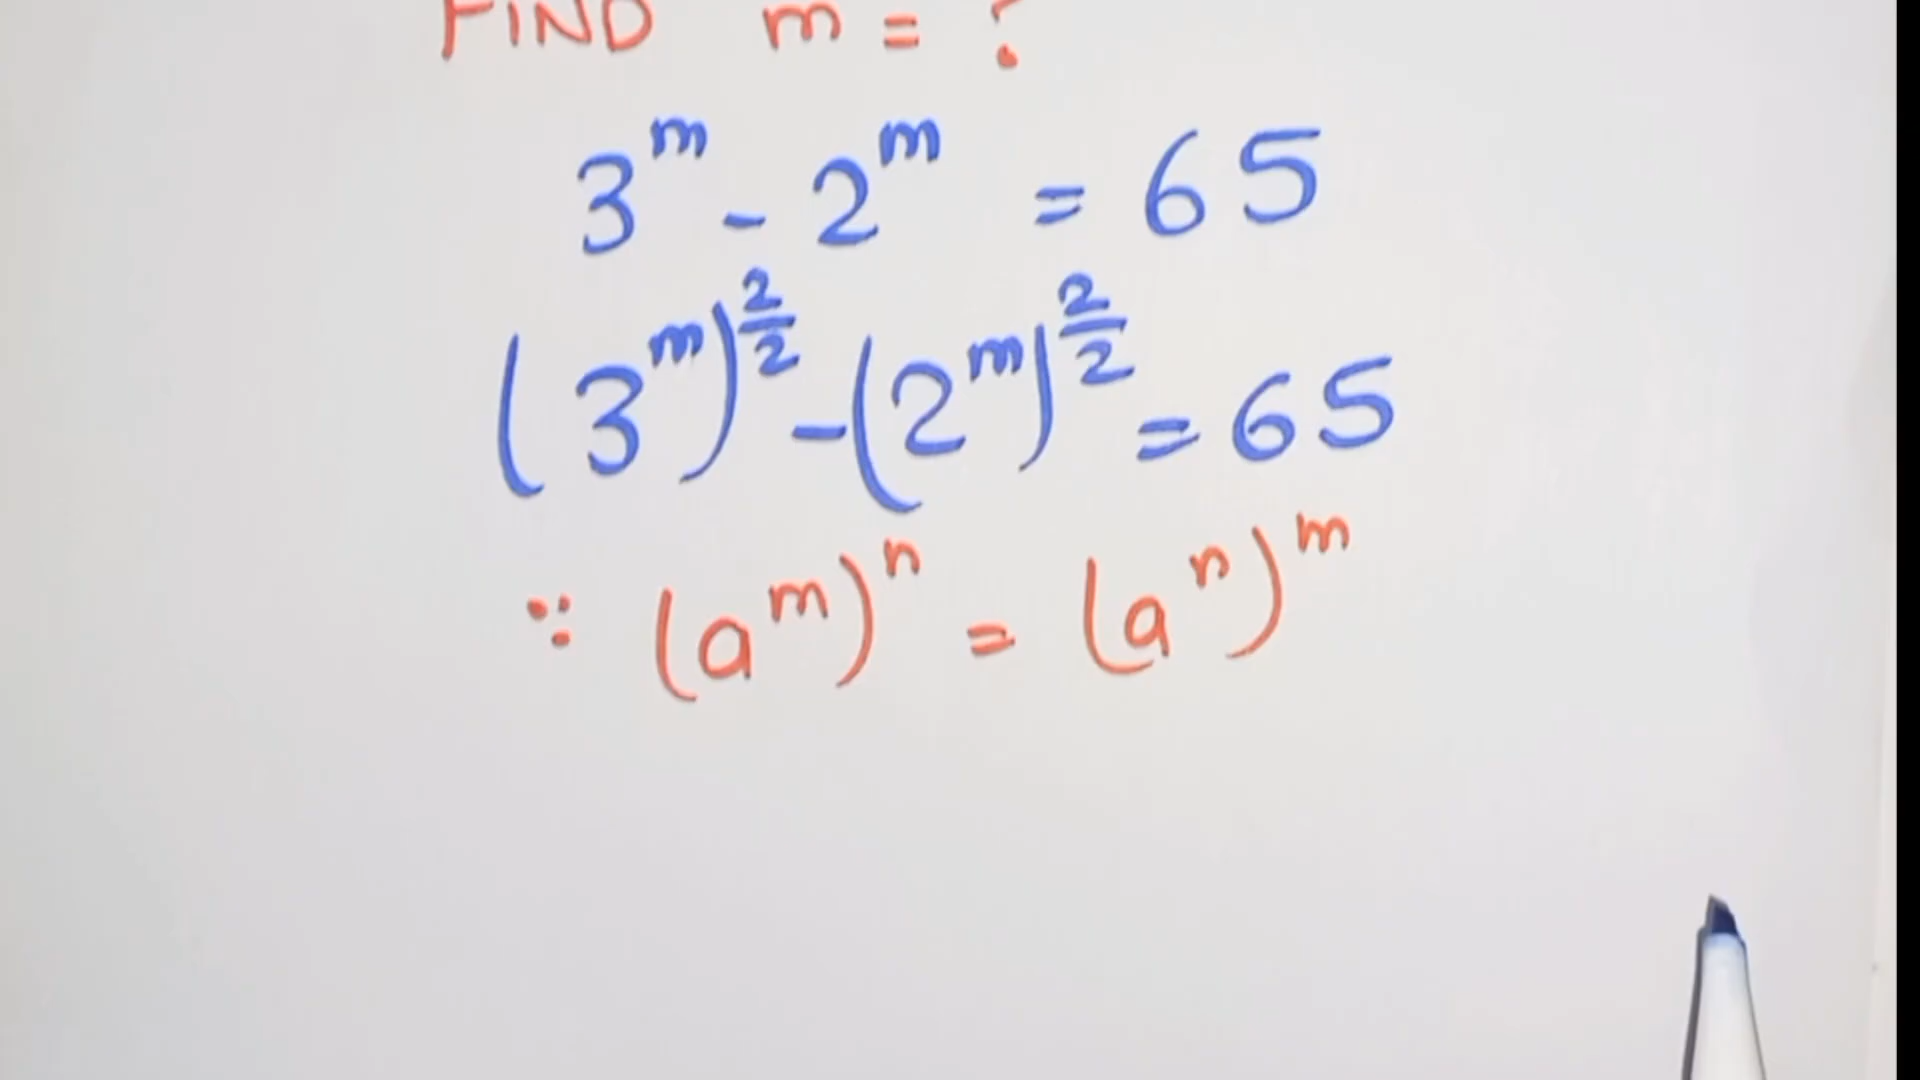 FIND m = ?
3^m - 2^m = 65
(3^m)^(2/2) - (2^m)^(2/2) = 65
∵ (a^m)^n = (a^n)^m